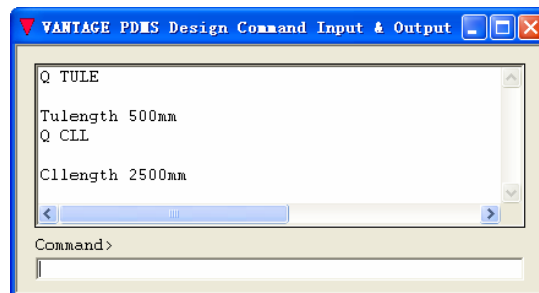 VANTAGE PDMS Design Command Input & Output
Q TULE
Tulength 500mm
Q CLL
Cllength 2500mm
Command>